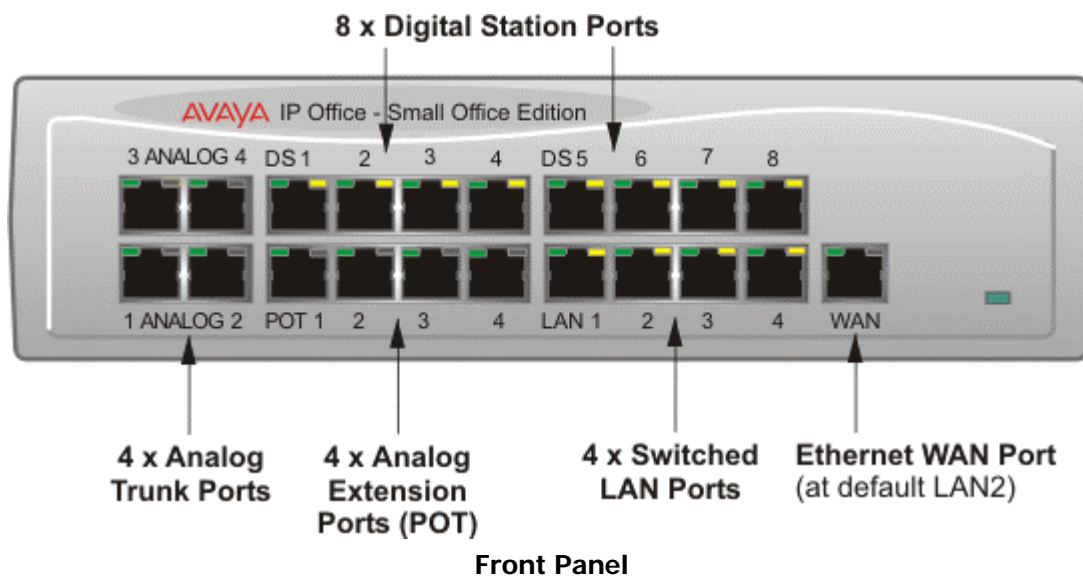 8 x Digital Station Ports
AVAYA IP Office - Small Office Edition
3 ANALOG 4 DS 1 2 3 4 DS 5 6 7 8
1 ANALOG 2 POT 1 2 3 4 LAN 1 2 3 4 WAN
4 x Analog
Trunk Ports
4 x Analog
Extension
Ports (POT)
4 x Switched
LAN Ports
Ethernet WAN Port
(at default LAN2)
Front Panel